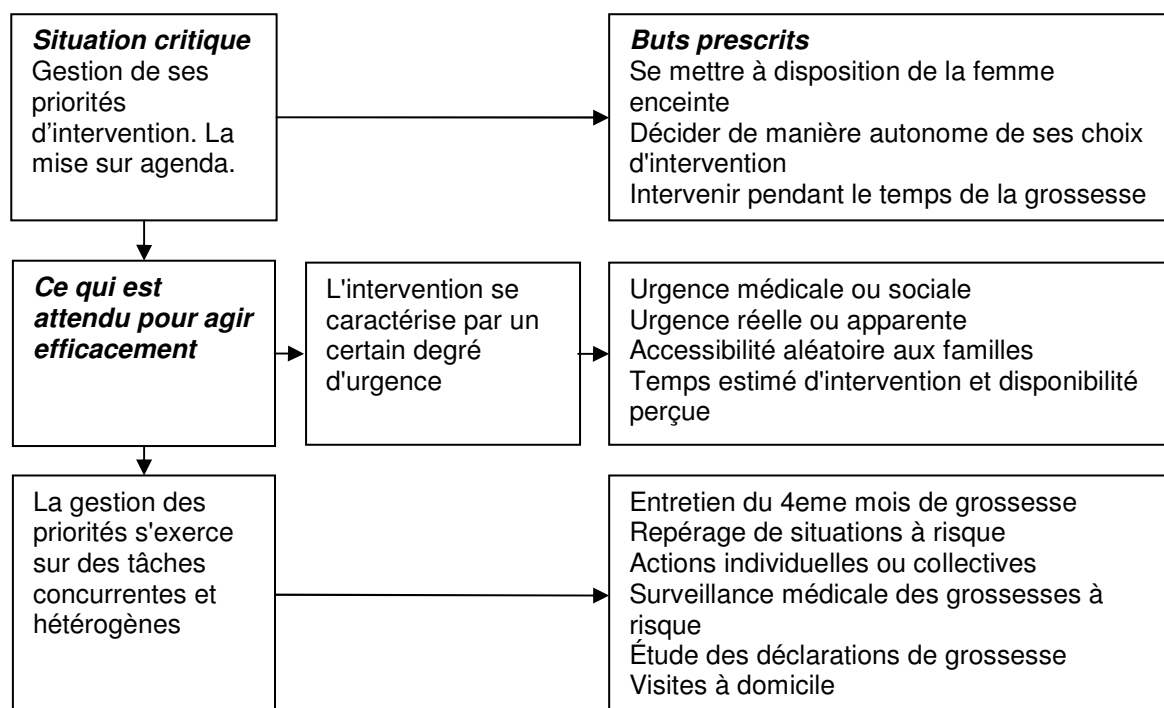 Situation critique
Gestion de ses
priorités
d'intervention. La
mise sur agenda.
Buts prescrits
Se mettre à disposition de la femme
enceinte
Décider de manière autonome de ses choix
d'intervention
Intervenir pendant le temps de la grossesse
Ce qui est
attendu pour agir
efficacement
L'intervention se
caractérise par un
certain degré
d'urgence
Urgence médicale ou sociale
Urgence réelle ou apparente
Accessibilité aléatoire aux familles
Temps estimé d'intervention et disponibilité
perçue
La gestion des
priorités s'exerce
sur des tâches
concurrentes et
hétérogènes
Entretien du 4eme mois de grossesse
Repérage de situations à risque
Actions individuelles ou collectives
Surveillance médicale des grossesses à
risque
Étude des déclarations de grossesse
Visites à domicile